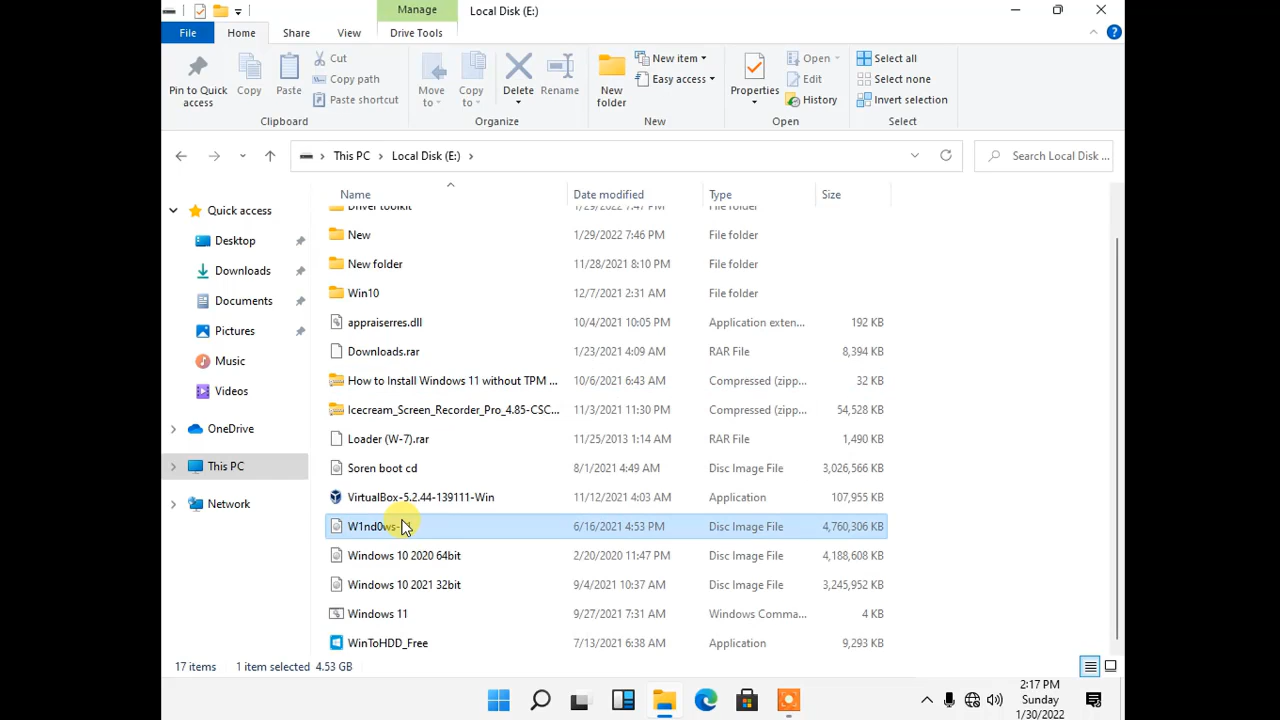 Manage
Local Disk (E:)
File
Home
Share
View
Drive Tools
Pin to Quick access
Copy
Paste
Cut
Copy path
Paste shortcut
Clipboard
Move to
Copy to
Delete
Rename
Organize
New folder
New item
Easy access
New
Properties
Open
Edit
History
Open
Select all
Select none
Invert selection
Select
This PC
Local Disk (E:)
Search Local Disk ...
Quick access
Desktop
Downloads
Documents
Pictures
Music
Videos
OneDrive
This PC
Network
Name Date modified Type Size
Driver toolkit 1/29/2022 7:47 PM File folder
New 1/29/2022 7:46 PM File folder
New folder 11/28/2021 8:10 PM File folder
Win10 12/7/2021 2:31 AM File folder
appraiserres.dll 10/4/2021 10:05 PM Application exten... 192 KB
Downloads.rar 1/23/2021 4:09 AM RAR File 8,394 KB
How to Install Windows 11 without TPM ... 10/6/2021 6:43 AM Compressed (zipp... 32 KB
Icecream_Screen_Recorder_Pro_4.85-CSC... 11/3/2021 11:30 PM Compressed (zipp... 54,528 KB
Loader (W-7).rar 11/25/2013 1:14 AM RAR File 1,490 KB
Soren boot cd 8/1/2021 4:49 AM Disc Image File 3,026,566 KB
VirtualBox-5.2.44-139111-Win 11/12/2021 4:03 AM Application 107,955 KB
6/16/2021 4:53 PM Disc Image File 4,760,306 KB
Windows 10 2020 64bit 2/20/2020 11:47 PM Disc Image File 4,188,608 KB
Windows 10 2021 32bit 9/4/2021 10:37 AM Disc Image File 3,245,952 KB
Windows 11 9/27/2021 7:31 AM Windows Comma... 4 KB
WinToHDD_Free 7/13/2021 6:38 AM Application 9,293 KB
17 items 1 item selected 4.53 GB
2:17 PM
Sunday
1/30/2022